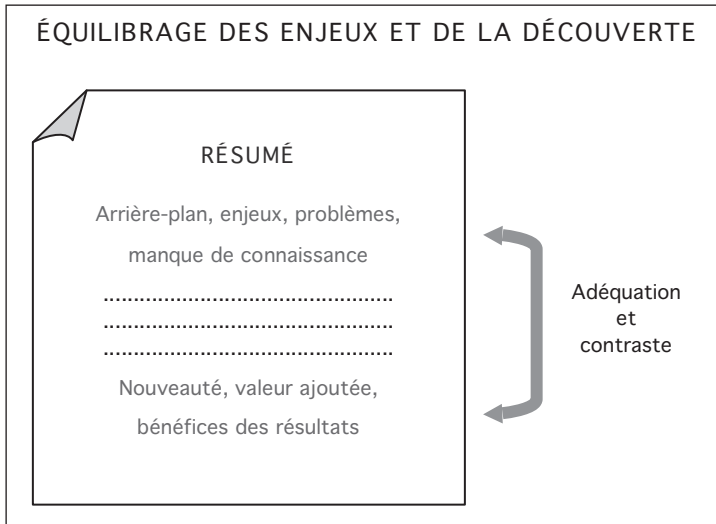 ÉQUILIBRAGE DES ENJEUX ET DE LA DÉCOUVERTE
RÉSUMÉ
Arrière-plan, enjeux, problèmes,
manque de connaissance
................................................
................................................
................................................
Nouveauté, valeur ajoutée,
bénéfices des résultats
Adéquation
et
contraste